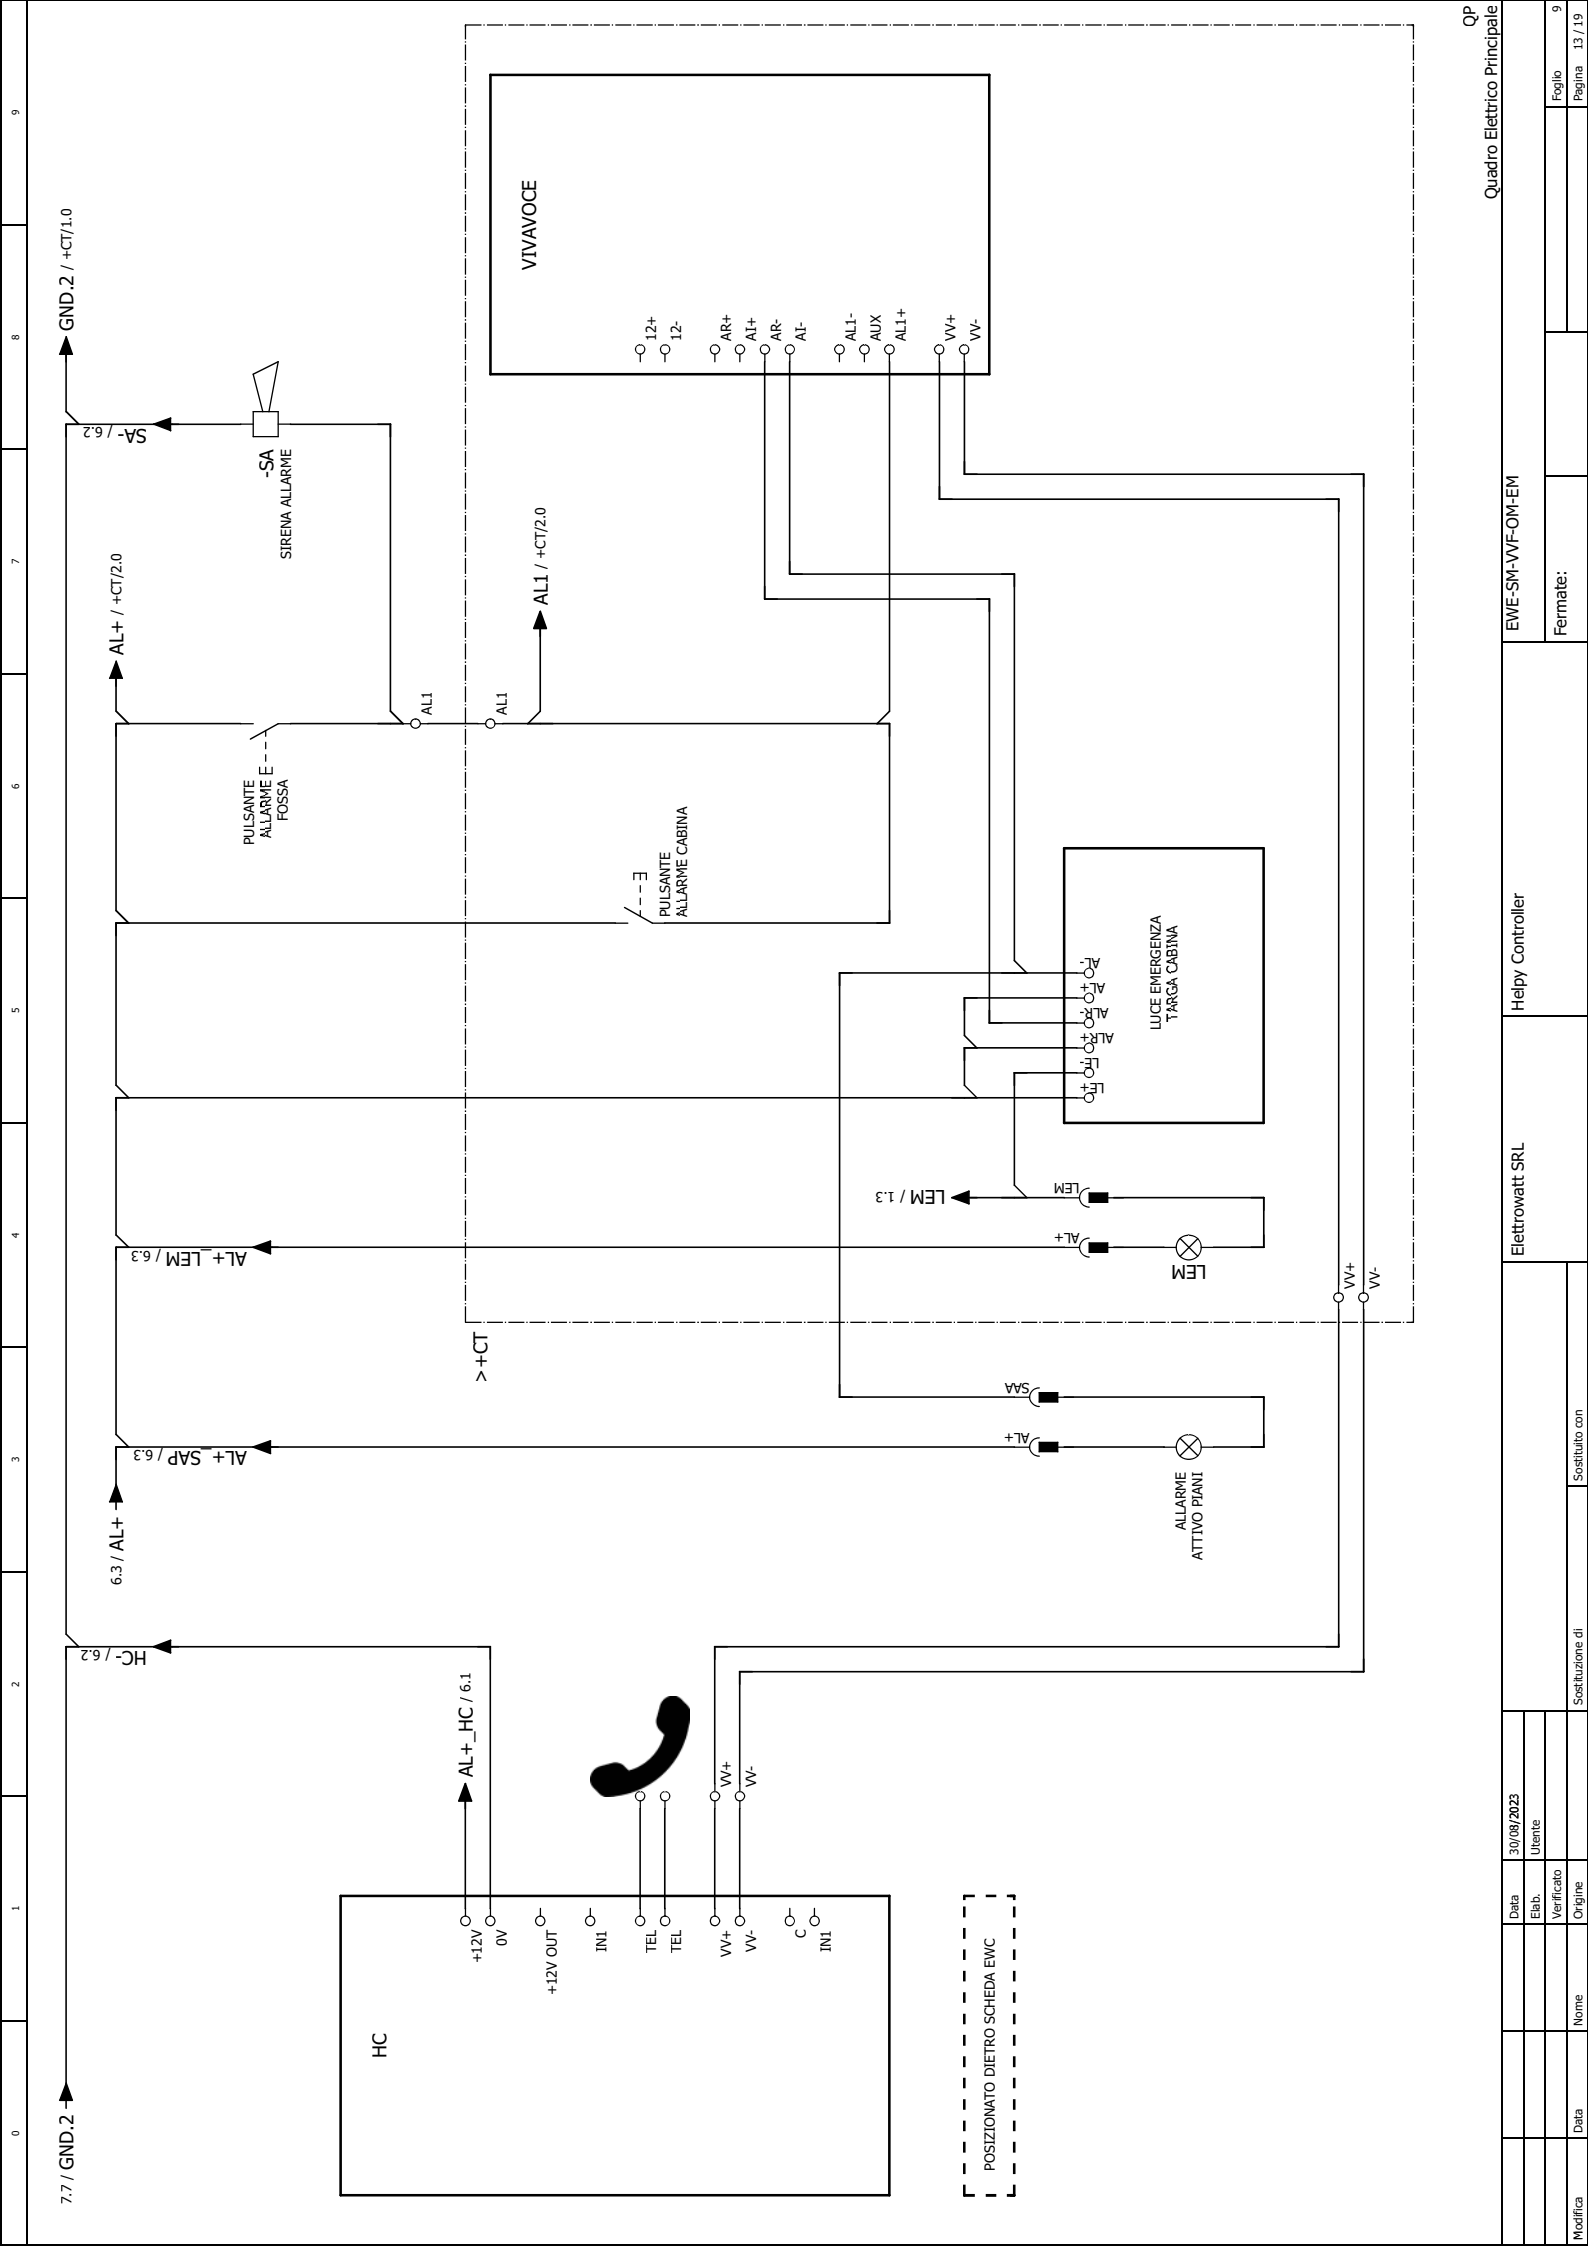 0 1 2 3 4 5 6 7 8 9
7.7 / GND.2
GND.2 / +CT/1.0
HC- / 6.2
SA- / 6.2
6.3 / AL+
AL+ / +CT/2.0
AL+_SAP / 6.3
AL+_LEM / 6.3
-SA
SIRENA ALLARME
PULSANTE
ALLARME
FOSSA
AL1
AL1
AL1 / +CT/2.0
HC
+12V
0V
+12V OUT
IN1
TEL
TEL
VV+
VV-
C
IN1
AL+_HC / 6.1
VV+
VV-
>+CT
PULSANTE
ALLARME CABINA
VIVAVOCE
12+
12-
AR+
AI+
AR-
AI-
AL1-
AUX
AL1+
VV+
VV-
LEM / 1.3
AL+
SAA
AL+
LEM
LE+
LE-
ALR+
ALR-
AL+
AL-
LUCE EMERGENZA
TARGA CABINA
ALLARME
ATTIVO PIANI
LEM
POSIZIONATO DIETRO SCHEDA EWC
VV+
VV-
QP
Quadro Elettrico Principale
Data 30/08/2023
Elab. Utente
Verificato
Modifica Data Nome Origine Sostituzione di Sostituito con
Elettrowatt SRL
Helpy Controller
EWE-SM-VVF-OM-EM
Fermate:
Foglio 9
Pagina 13 / 19